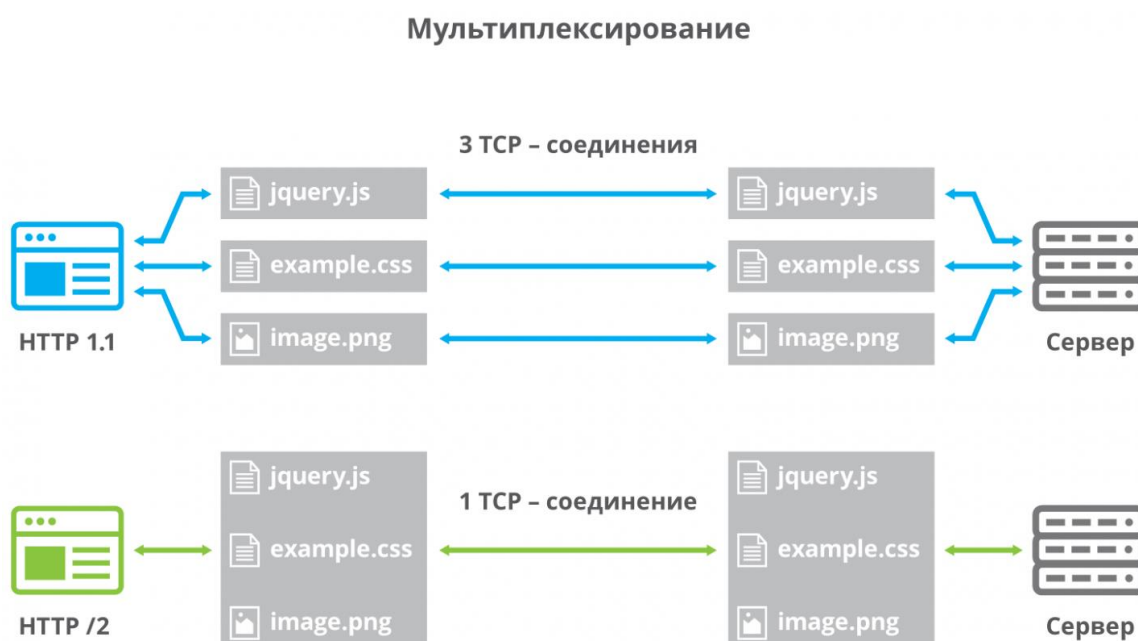 Мультиплексирование
3 TCP – соединения
jquery.js
jquery.js
example.css
example.css
image.png
image.png
HTTP 1.1
Сервер
jquery.js
jquery.js
1 TCP – соединение
example.css
example.css
image.png
image.png
HTTP /2
Сервер